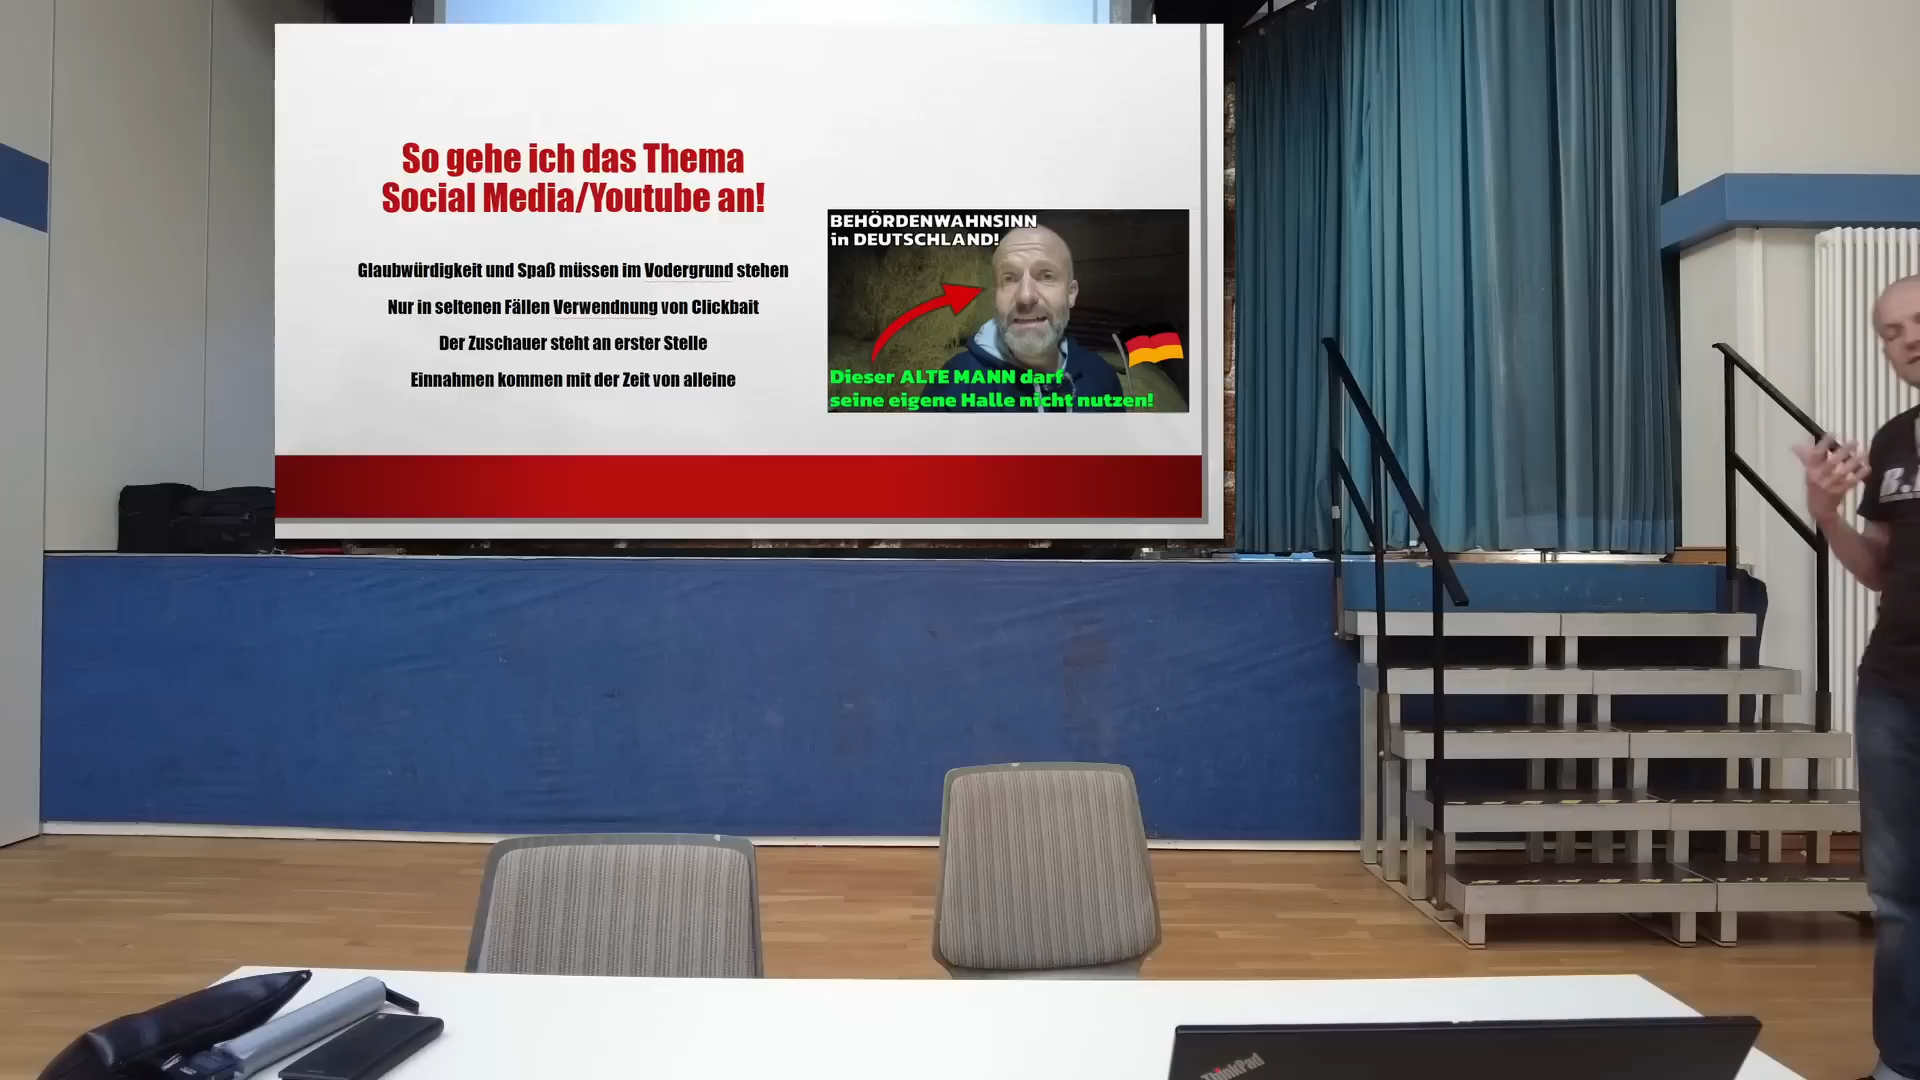 So gehe ich das Thema
Social Media/Youtube an!
Glaubwürdigkeit und Spaß müssen im Vodergrund stehen
Nur in seltenen Fällen Verwendnung von Clickbait
Der Zuschauer steht an erster Stelle
Einnahmen kommen mit der Zeit von alleine
BEHÖRDENWAHNSINN
in DEUTSCHLAND!
Dieser ALTE MANN darf
seine eigene Halle nicht nutzen!
ThinkPad